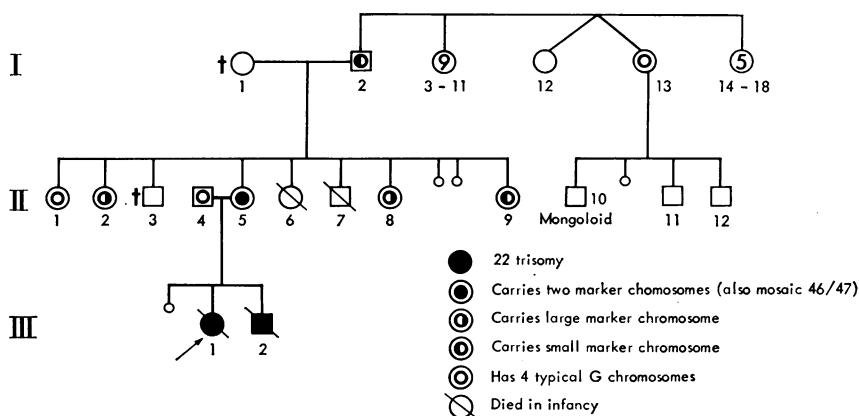 I
†
1
2
9
3 - 11
12
13
5
14 - 18
II
1
2
†
3
4
5
6
7
8
9
10
Mongoloid
11
12
III
1
2
22 trisomy
Carries two marker chomosomes (also mosaic 46/47)
Carries large marker chromosome
Carries small marker chromosome
Has 4 typical G chromosomes
Died in infancy